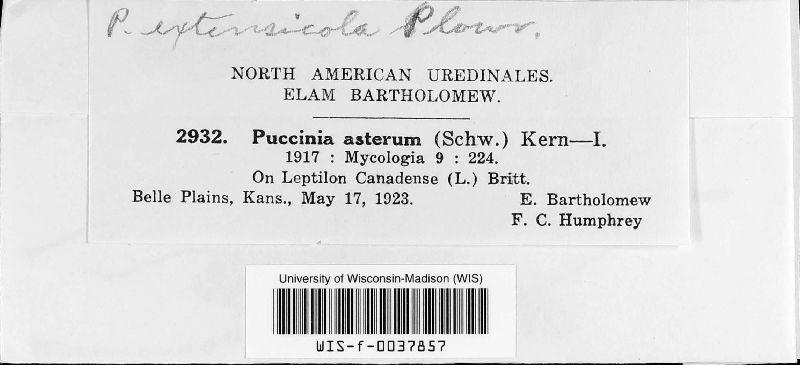 P. extensicola Plowr.
NORTH AMERICAN UREDINALES.
ELAM BARTHOLOMEW.
2932. Puccinia asterum (Schw.) Kern—I.
1917 : Mycologia 9 : 224.
On Leptilon Canadense (L.) Britt.
Belle Plains, Kans., May 17, 1923. E. Bartholomew
F. C. Humphrey
University of Wisconsin-Madison (WIS)
WIS-f-0037857